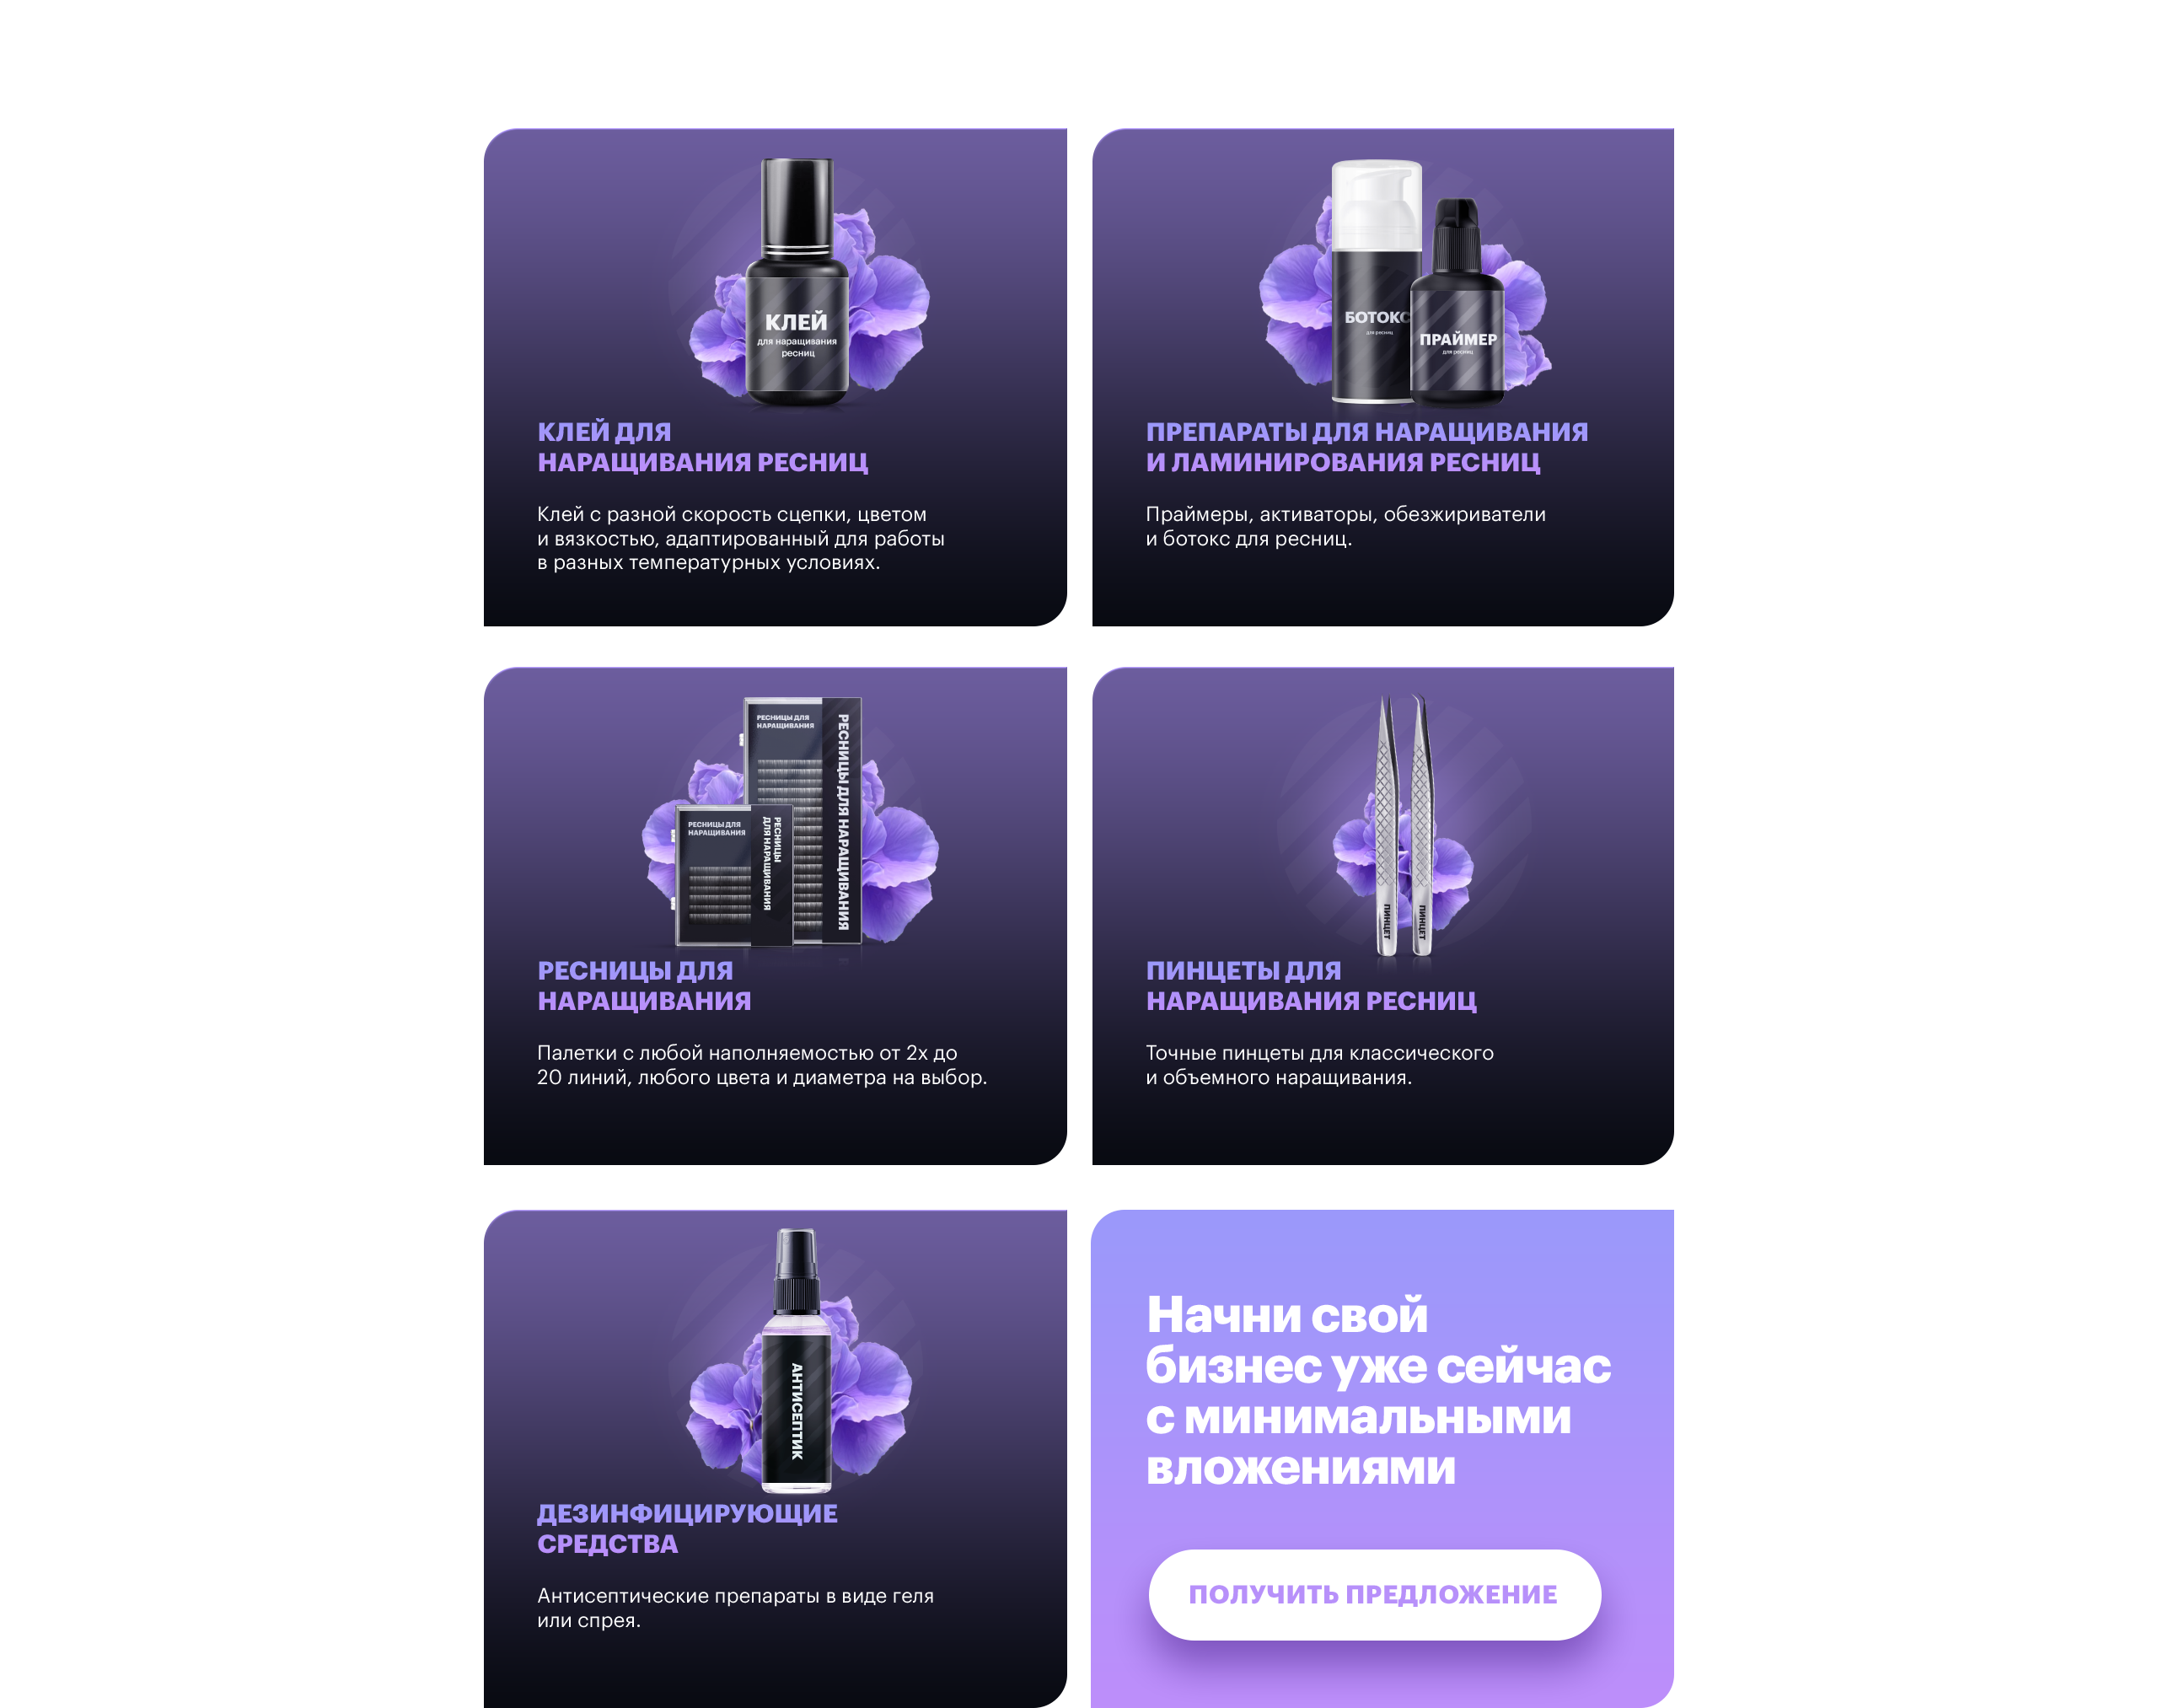 КЛЕЙ
для наращивания
ресниц
КЛЕЙ ДЛЯ
НАРАЩИВАНИЯ РЕСНИЦ
Клей с разной скорость сцепки, цветом
и вязкостью, адаптированный для работы
в разных температурных условиях.
БОТОКС
для ресниц
ПРАЙМЕР
для ресниц
ПРЕПАРАТЫ ДЛЯ НАРАЩИВАНИЯ
И ЛАМИНИРОВАНИЯ РЕСНИЦ
Праймеры, активаторы, обезжириватели
и ботокс для ресниц.
РЕСНИЦЫ ДЛЯ
НАРАЩИВАНИЯ
РЕСНИЦЫ ДЛЯ НАРАЩИВАНИЯ
РЕСНИЦЫ ДЛЯ
НАРАЩИВАНИЯ
РЕСНИЦЫ
ДЛЯ НАРАЩИВАНИЯ
РЕСНИЦЫ ДЛЯ
НАРАЩИВАНИЯ
Палетки с любой наполняемостью от 2х до
20 линий, любого цвета и диаметра на выбор.
ПИНЦЕТ
ПИНЦЕТ
ПИНЦЕТЫ ДЛЯ
НАРАЩИВАНИЯ РЕСНИЦ
Точные пинцеты для классического
и объемного наращивания.
АНТИСЕПТИК
ДЕЗИНФИЦИРУЮЩИЕ
СРЕДСТВА
Антисептические препараты в виде геля
или спрея.
Начни свой
бизнес уже сейчас
с минимальными
вложениями
ПОЛУЧИТЬ ПРЕДЛОЖЕНИЕ